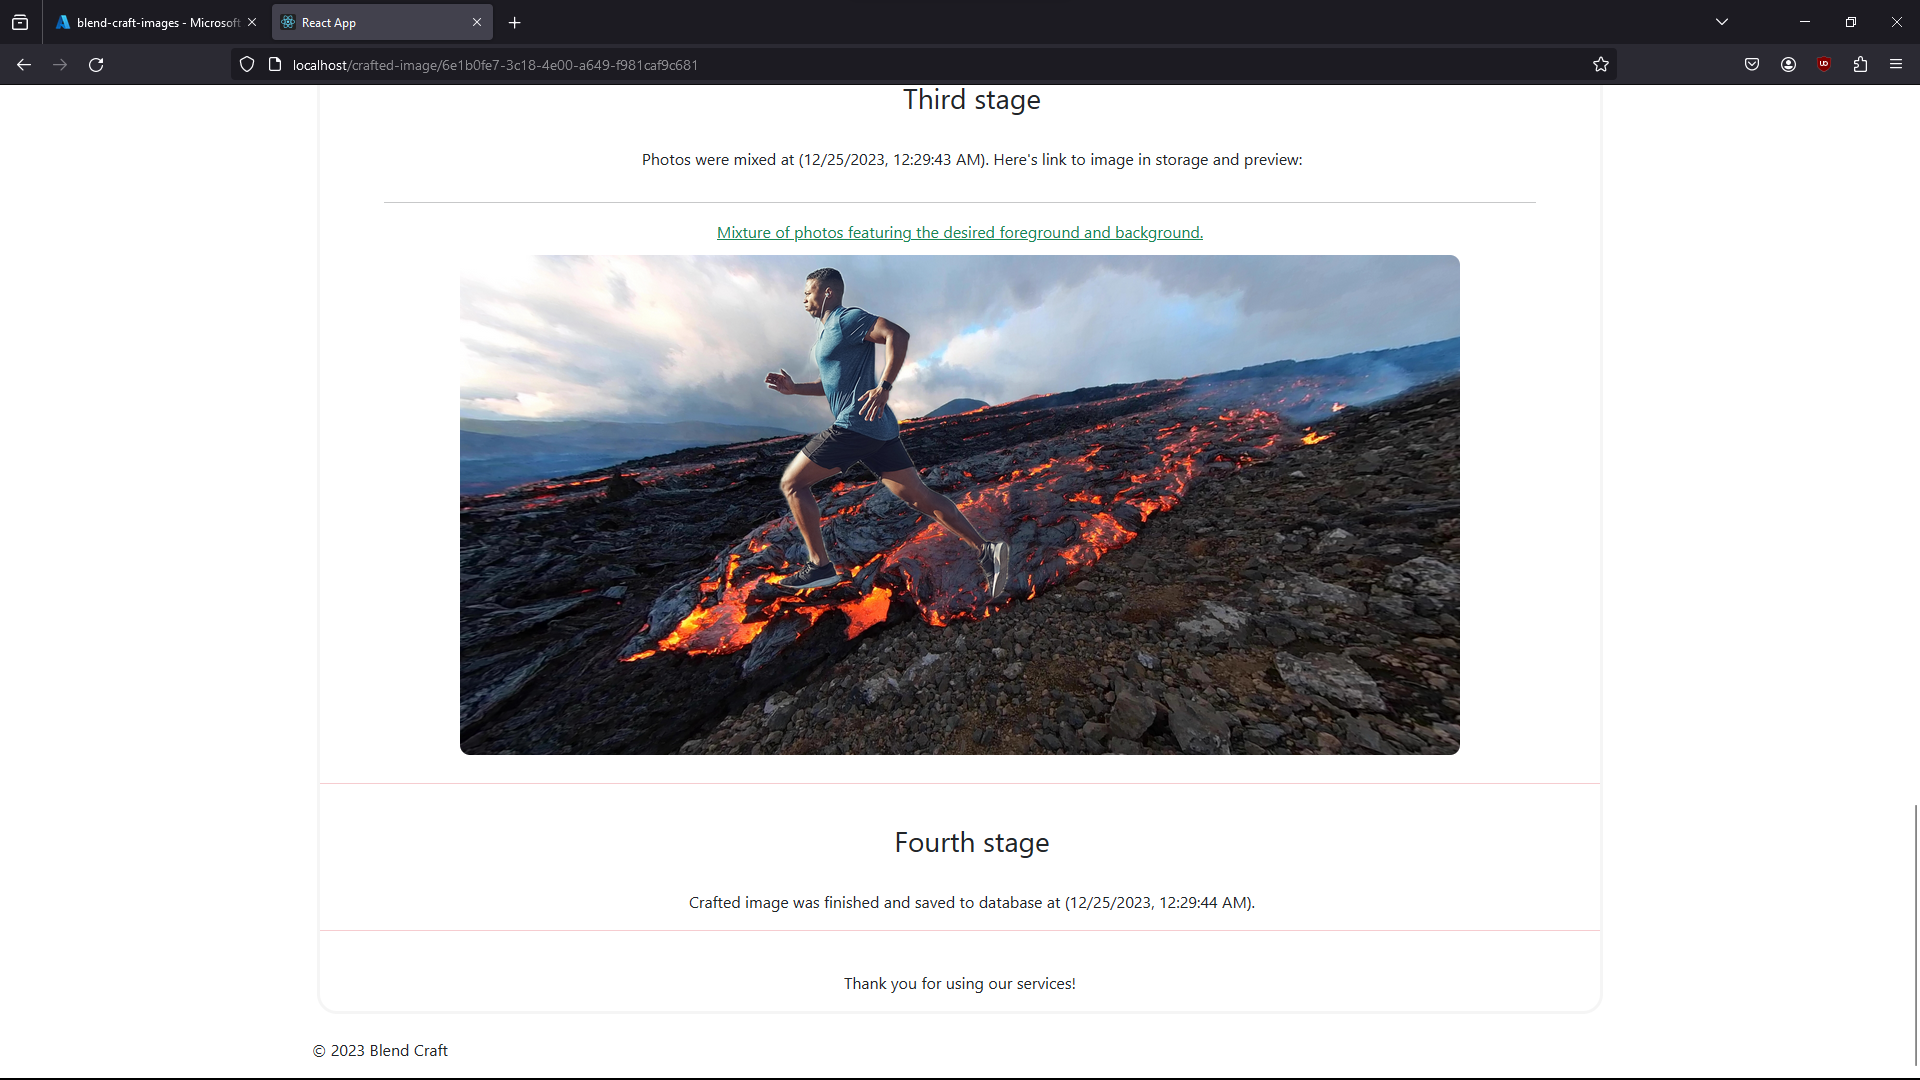 blend-craft-images - Microsoft
React App
localhost/crafted-image/6e1b0fe7-3c18-4e00-a649-f981caf9c681
Third stage
Photos were mixed at (12/25/2023, 12:29:43 AM). Here's link to image in storage and preview:
Mixture of photos featuring the desired foreground and background.
Fourth stage
Crafted image was finished and saved to database at (12/25/2023, 12:29:44 AM).
Thank you for using our services!
© 2023 Blend Craft